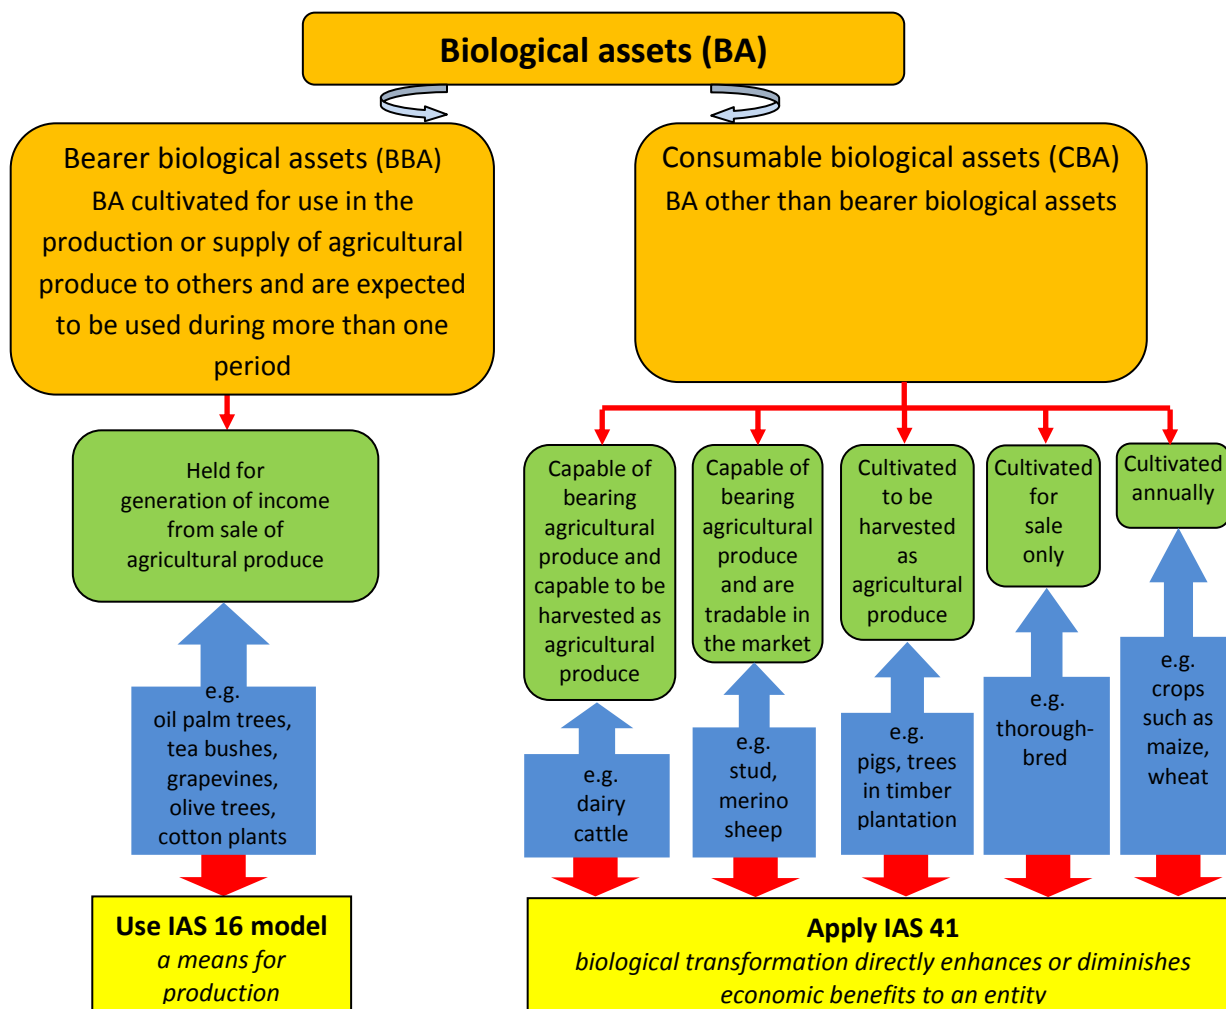 Biological assets (BA)
Bearer biological assets (BBA)
BA cultivated for use in the
production or supply of agricultural
produce to others and are expected
to be used during more than one
period
Consumable biological assets (CBA)
BA other than bearer biological assets
Held for
generation of income
from sale of
agricultural produce
Capable of
bearing
agricultural
produce and
capable to be
harvested as
agricultural
produce
Capable of
bearing
agricultural
produce
and are
tradable in
the market
Cultivated
to be
harvested
as
agricultural
produce
Cultivated
for
sale
only
Cultivated
annually
e.g.
oil palm trees,
tea bushes,
grapevines,
olive trees,
cotton plants
e.g.
dairy
cattle
e.g.
stud,
merino
sheep
e.g.
pigs, trees
in timber
plantation
e.g.
thorough-
bred
e.g.
crops
such as
maize,
wheat
Use IAS 16 model
a means for
production
Apply IAS 41
biological transformation directly enhances or diminishes
economic benefits to an entity